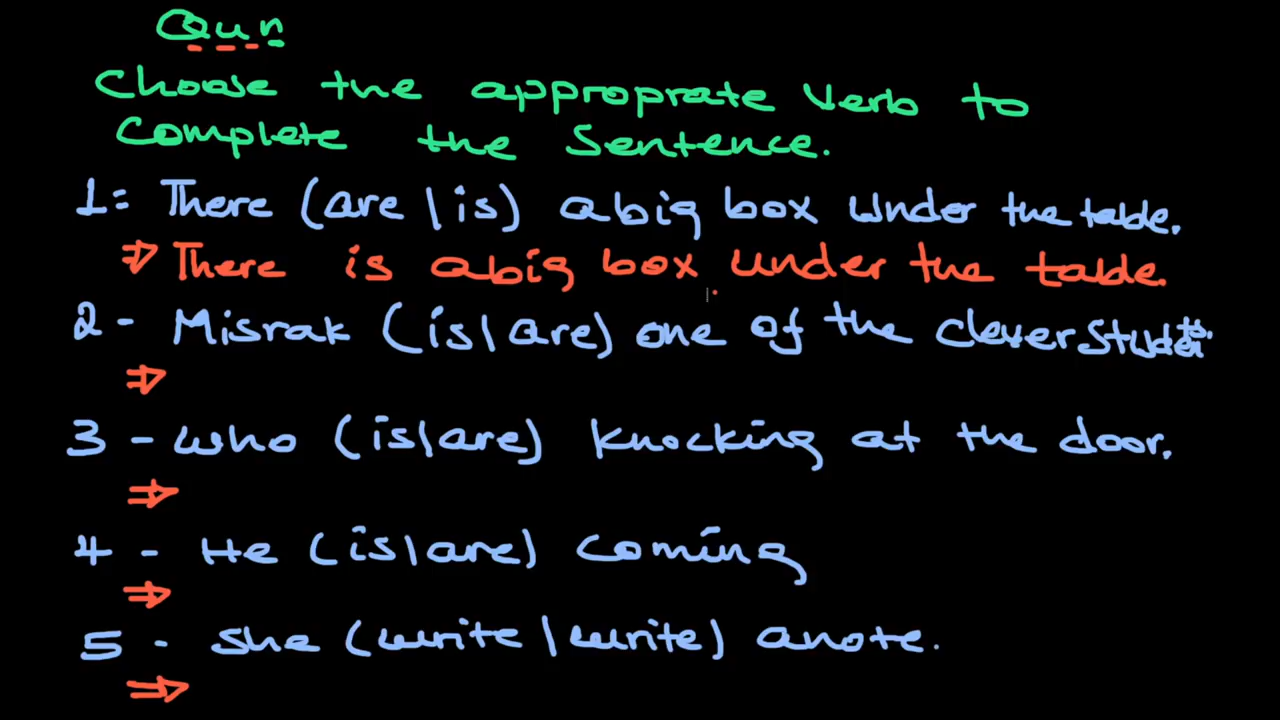 Qun
Choose the approprate verb to
complete the sentence.
1= There (are | is) a big box under the table.
⇒ There is a big box under the table.
2 - Misrak (is | are) one of the clever students.
⇒
3 - who (is | are) knocking at the door.
⇒
4 - He (is | are) coming
⇒
5 - she (write | write) a note.
⇒